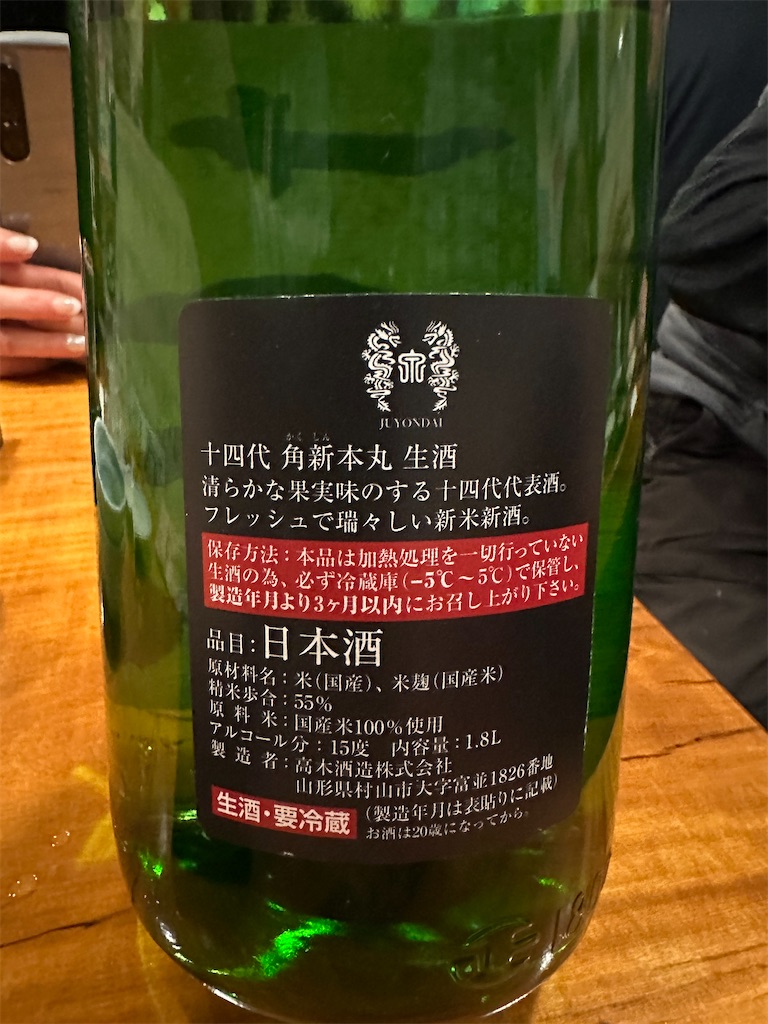 JUYONDAI
かく しん
十四代 角新本丸 生酒
清らかな果実味のする十四代代表酒。
フレッシュで瑞々しい新米新酒。
保存方法：本品は加熱処理を一切行っていない
生酒の為、必ず冷蔵庫（−5℃〜5℃）で保管し、
製造年月より3ヶ月以内にお召し上がり下さい。
品目：日本酒
原材料名：米（国産）、米麹（国産米）
精米歩合：55％
原料米：国産米100％使用
アルコール分：15度 内容量：1.8L
製造者：高木酒造株式会社
山形県村山市大字富並1826番地
生酒・要冷蔵 （製造年月は表貼りに記載）
お酒は20歳になってから。